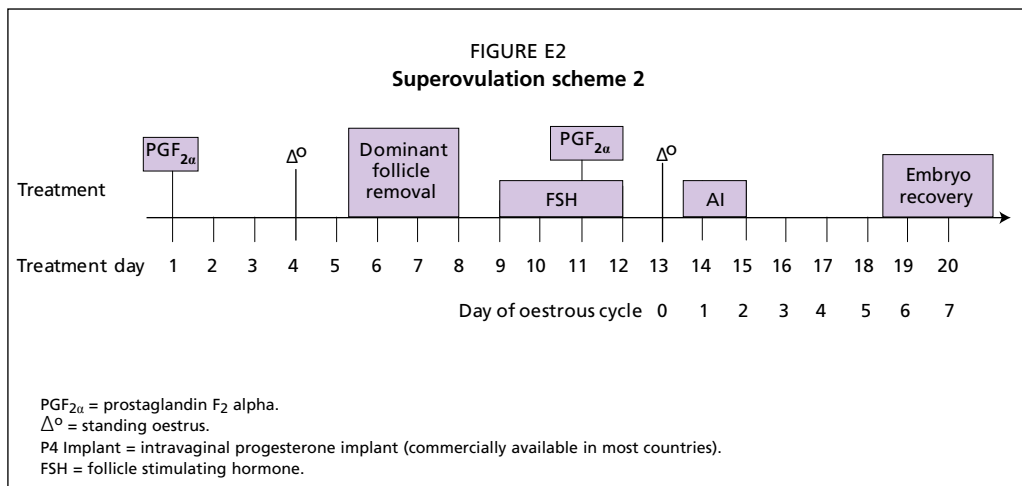 FIGURE E2
Superovulation scheme 2
PGF2α
Δº
Dominant
follicle
removal
PGF2α
Δº
Treatment
FSH
AI
Embryo
recovery
Treatment day 1 2 3 4 5 6 7 8 9 10 11 12 13 14 15 16 17 18 19 20
Day of oestrous cycle 0 1 2 3 4 5 6 7
PGF2α = prostaglandin F2 alpha.
Δº = standing oestrus.
P4 Implant = intravaginal progesterone implant (commercially available in most countries).
FSH = follicle stimulating hormone.